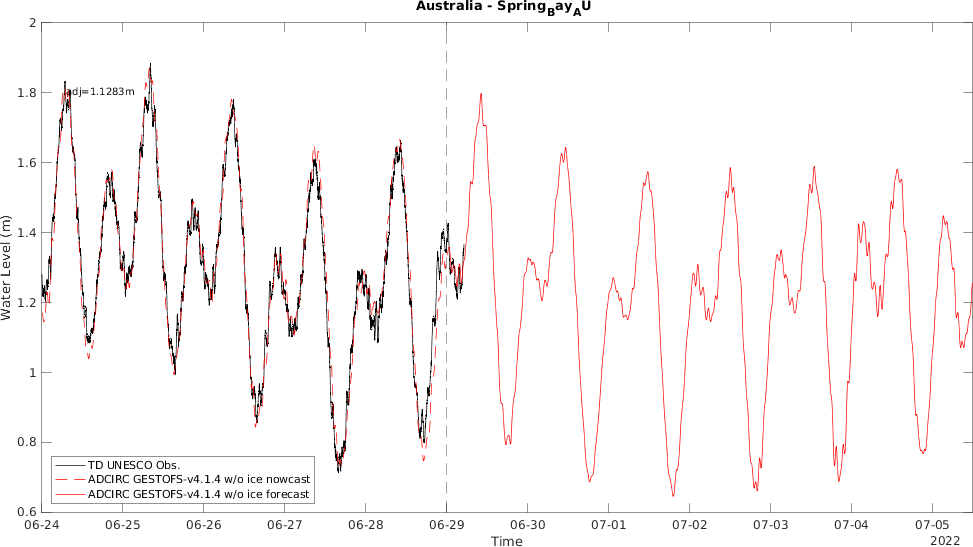 Australia - SpringBayAU
adj=1.1283m
2
1.8
1.6
1.4
1.2
1
0.8
0.6
Water Level (m)
TD UNESCO Obs.
ADCIRC GESTOFS-v4.1.4 w/o ice nowcast
ADCIRC GESTOFS-v4.1.4 w/o ice forecast
06-24 06-25 06-26 06-27 06-28 06-29 06-30 07-01 07-02 07-03 07-04 07-05
Time
2022